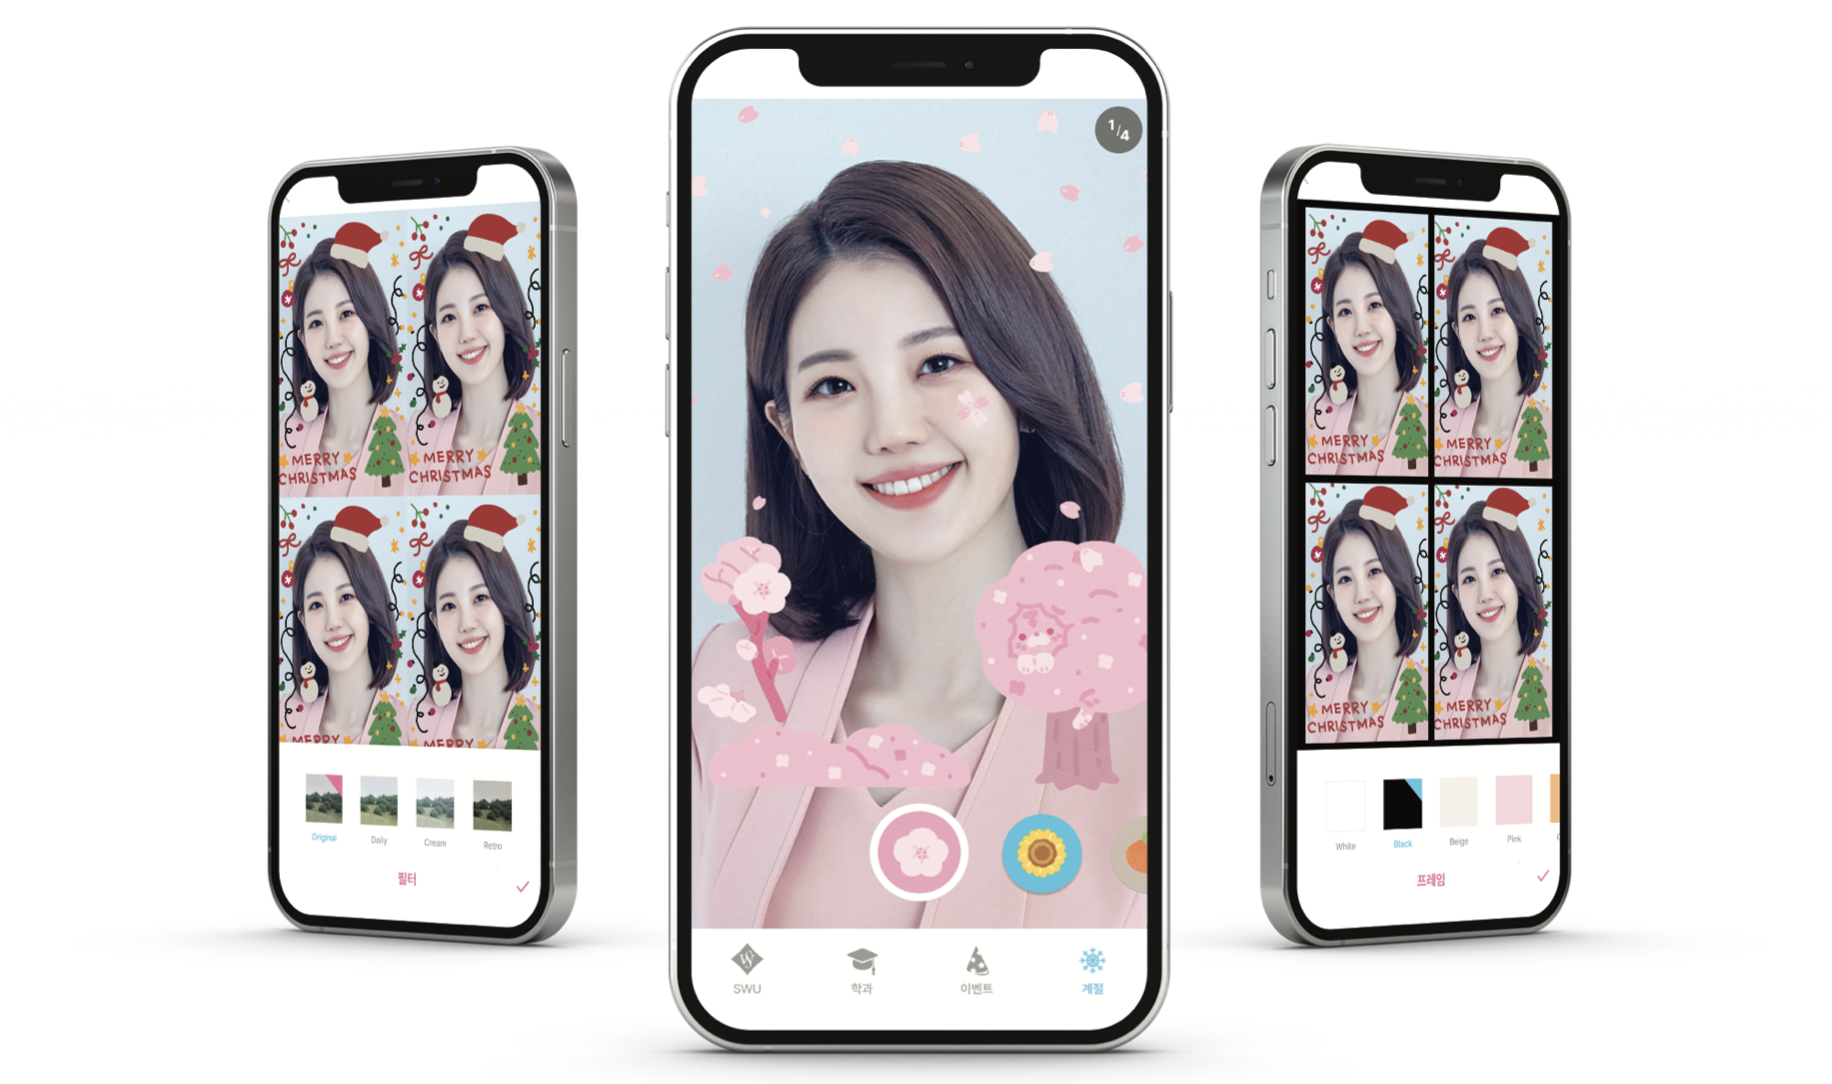 MERRY
CHRISTMAS
MERRY
CHRISTMAS
MERRY
MERRY
Original
Daily
Cream
Retro
필터
1/4
SWU
학과
이벤트
계절
MERRY
CHRISTMAS
MERRY
CHRISTMAS
MERRY
CHRISTMAS
MERRY
CHRISTMAS
White
Black
Beige
Pink
프레임